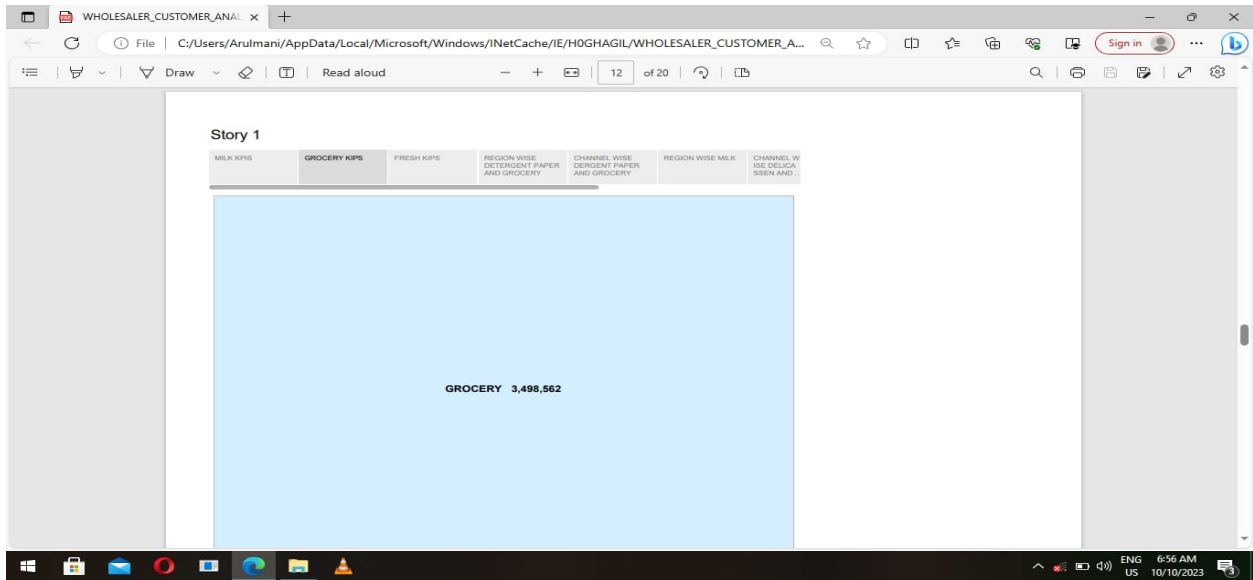 WHOLESALER_CUSTOMER_ANAL
File
C:/Users/Arulmani/AppData/Local/Microsoft/Windows/INetCache/IE/H0GHAGIL/WHOLESALER_CUSTOMER_A...
Sign in
Draw
Read aloud
12
of 20
Story 1
MILK KPIS
GROCERY KIPS
FRESH KIPS
REGION WISE
DETERGENT PAPER
AND GROCERY
CHANNEL WISE
DERGENT PAPER
AND GROCERY
REGION WISE MILK
CHANNEL W
ISE DELICA
SSEN AND ..
GROCERY 3,498,562
ENG
US
6:56 AM
10/10/2023
3